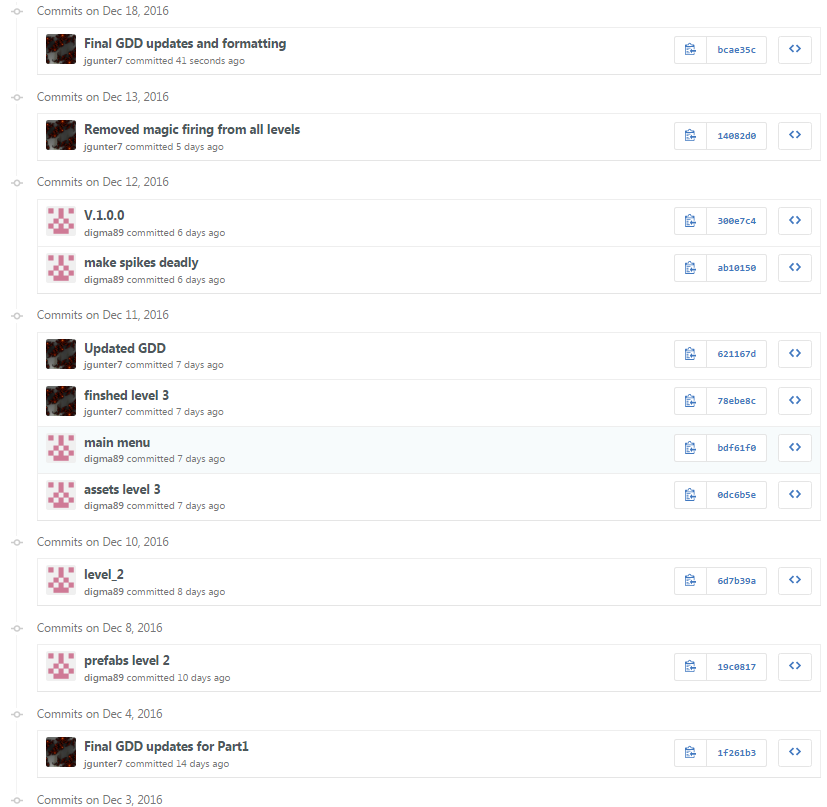 Commits on Dec 18, 2016
Final GDD updates and formatting
jgunter7 committed 41 seconds ago
bcae35c
Commits on Dec 13, 2016
Removed magic firing from all levels
jgunter7 committed 5 days ago
14082d0
Commits on Dec 12, 2016
V.1.0.0
digma89 committed 6 days ago
300e7c4
make spikes deadly
digma89 committed 6 days ago
ab10150
Commits on Dec 11, 2016
Updated GDD
jgunter7 committed 7 days ago
621167d
finshed level 3
jgunter7 committed 7 days ago
78ebe8c
main menu
digma89 committed 7 days ago
bdf61f0
assets level 3
digma89 committed 7 days ago
0dc6b5e
Commits on Dec 10, 2016
level_2
digma89 committed 8 days ago
6d7b39a
Commits on Dec 8, 2016
prefabs level 2
digma89 committed 10 days ago
19c0817
Commits on Dec 4, 2016
Final GDD updates for Part1
jgunter7 committed 14 days ago
1f261b3
Commits on Dec 3, 2016